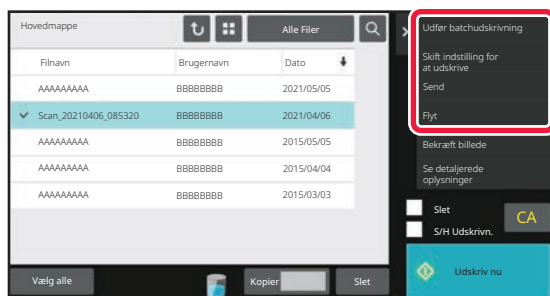 Hovedmappe
Alle Filer
Filnavn Brugernavn Dato
AAAAAAAAA BBBBBBBB 2021/05/05
Scan_20210406_085320 BBBBBBBB 2021/04/06
AAAAAAAAA BBBBBBBB 2015/05/05
AAAAAAAAA BBBBBBBB 2015/04/04
AAAAAAAAA BBBBBBBB 2015/03/03
Vælg alle
Kopier
Slet
Udfør batchudskrivning
Skift indstilling for
at udskrive
Send
Flyt
Bekræft billede
Se detaljerede
oplysninger
Slet
S/H Udskrivn.
CA
Udskriv nu